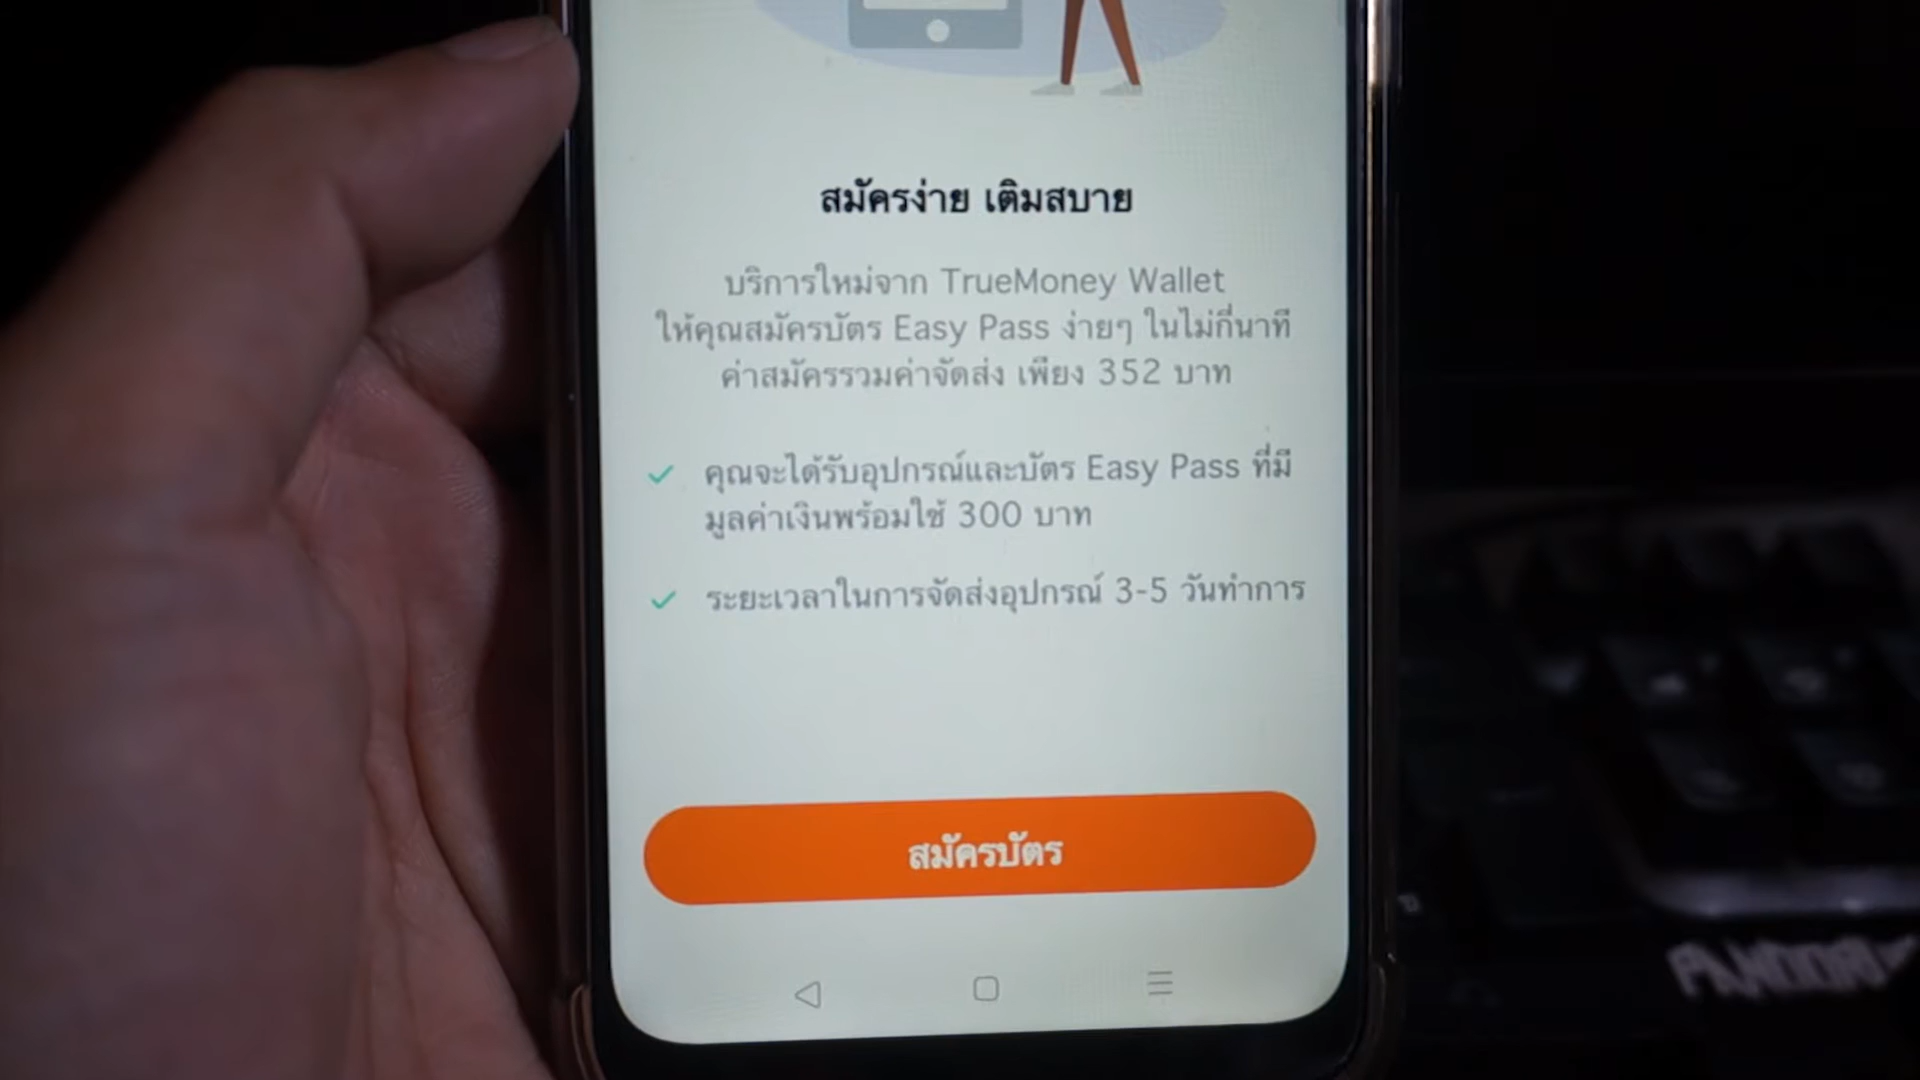 สมัครง่าย เติมสบาย
บริการใหม่จาก TrueMoney Wallet
ให้คุณสมัครบัตร Easy Pass ง่ายๆ ในไม่กี่นาที
ค่าสมัครรวมค่าจัดส่ง เพียง 352 บาท
คุณจะได้รับอุปกรณ์และบัตร Easy Pass ที่มี
มูลค่าเงินพร้อมใช้ 300 บาท
ระยะเวลาในการจัดส่งอุปกรณ์ 3-5 วันทำการ
สมัครบัตร